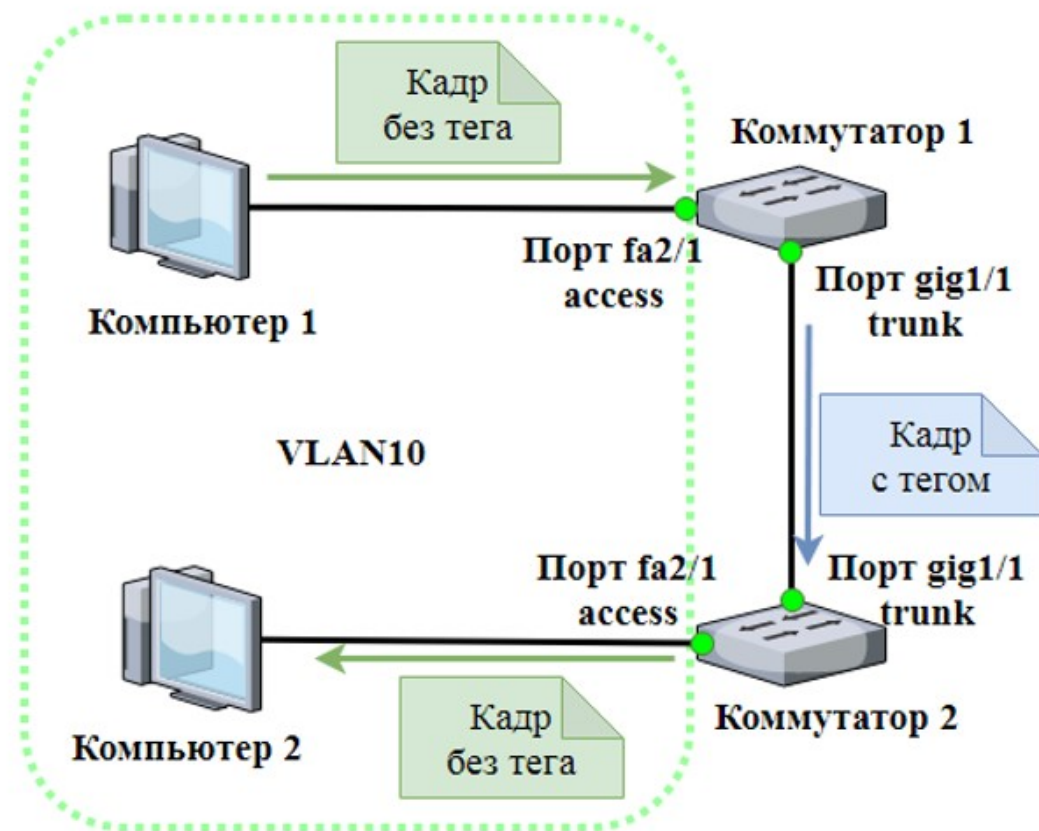 Кадр
без тега
Коммутатор 1
Порт fa2/1
access
Порт gig1/1
trunk
Компьютер 1
Кадр
с тегом
VLAN10
Порт fa2/1
access
Порт gig1/1
trunk
Компьютер 2
Кадр
без тега
Коммутатор 2